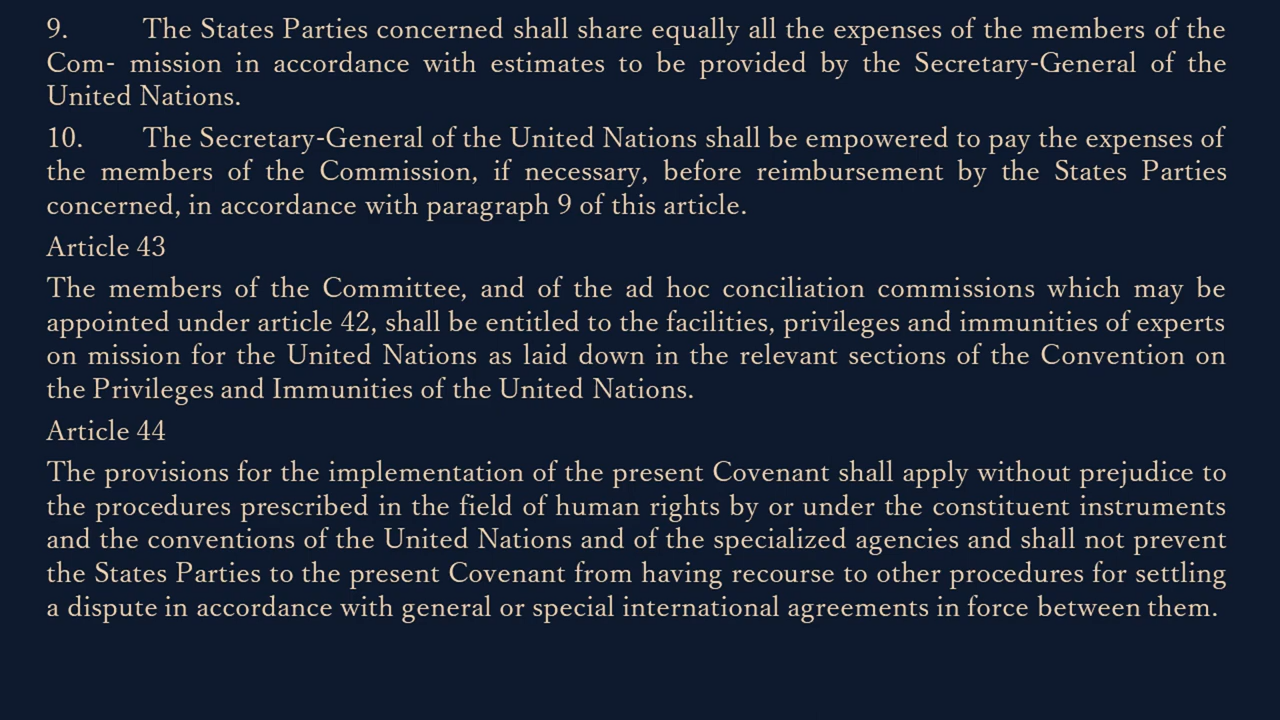 9. The States Parties concerned shall share equally all the expenses of the members of the
Com- mission in accordance with estimates to be provided by the Secretary-General of the
United Nations.
10. The Secretary-General of the United Nations shall be empowered to pay the expenses of
the members of the Commission, if necessary, before reimbursement by the States Parties
concerned, in accordance with paragraph 9 of this article.
Article 43
The members of the Committee, and of the ad hoc conciliation commissions which may be
appointed under article 42, shall be entitled to the facilities, privileges and immunities of experts
on mission for the United Nations as laid down in the relevant sections of the Convention on
the Privileges and Immunities of the United Nations.
Article 44
The provisions for the implementation of the present Covenant shall apply without prejudice to
the procedures prescribed in the field of human rights by or under the constituent instruments
and the conventions of the United Nations and of the specialized agencies and shall not prevent
the States Parties to the present Covenant from having recourse to other procedures for settling
a dispute in accordance with general or special international agreements in force between them.